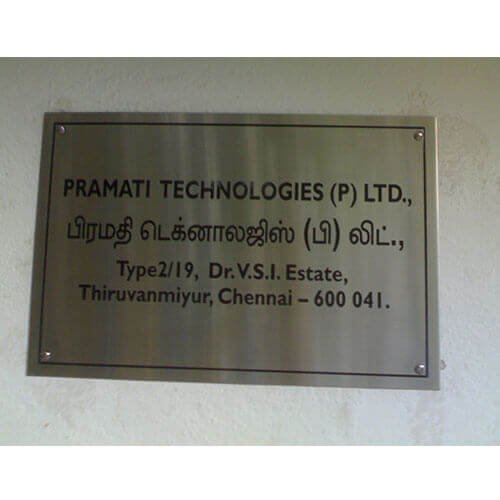 PRAMATI TECHNOLOGIES (P) LTD.,
பிரமதி டெக்னாலஜிஸ் (பி) லிட்.,
Type2/19, Dr.V.S.I. Estate,
Thiruvanmiyur, Chennai – 600 041.